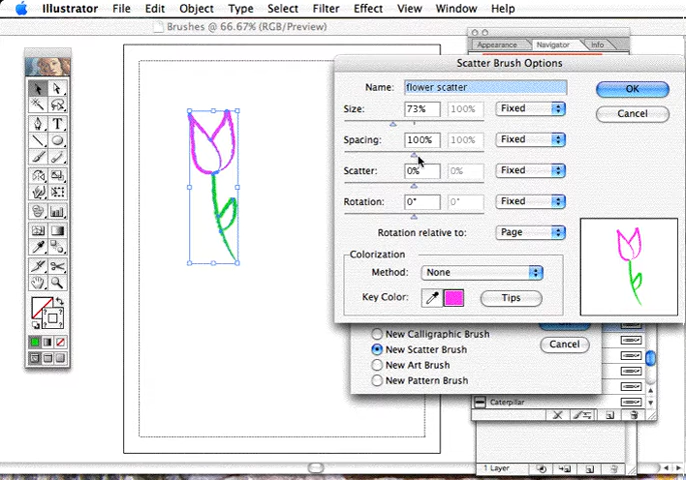 Illustrator File Edit Object Type Select Filter Effect View Window Help
Brushes @ 66.67% (RGB/Preview)
Appearance Navigator Info
Scatter Brush Options
Name: flower scatter
OK
Size: 73% 100% Fixed
Cancel
Spacing: 100% 100% Fixed
Scatter: 0% 0% Fixed
Rotation: 0° 0° Fixed
Rotation relative to: Page
Colorization
Method: None
Key Color: Tips
New Calligraphic Brush
New Scatter Brush
Cancel
New Art Brush
New Pattern Brush
Caterpillar
1 Layer